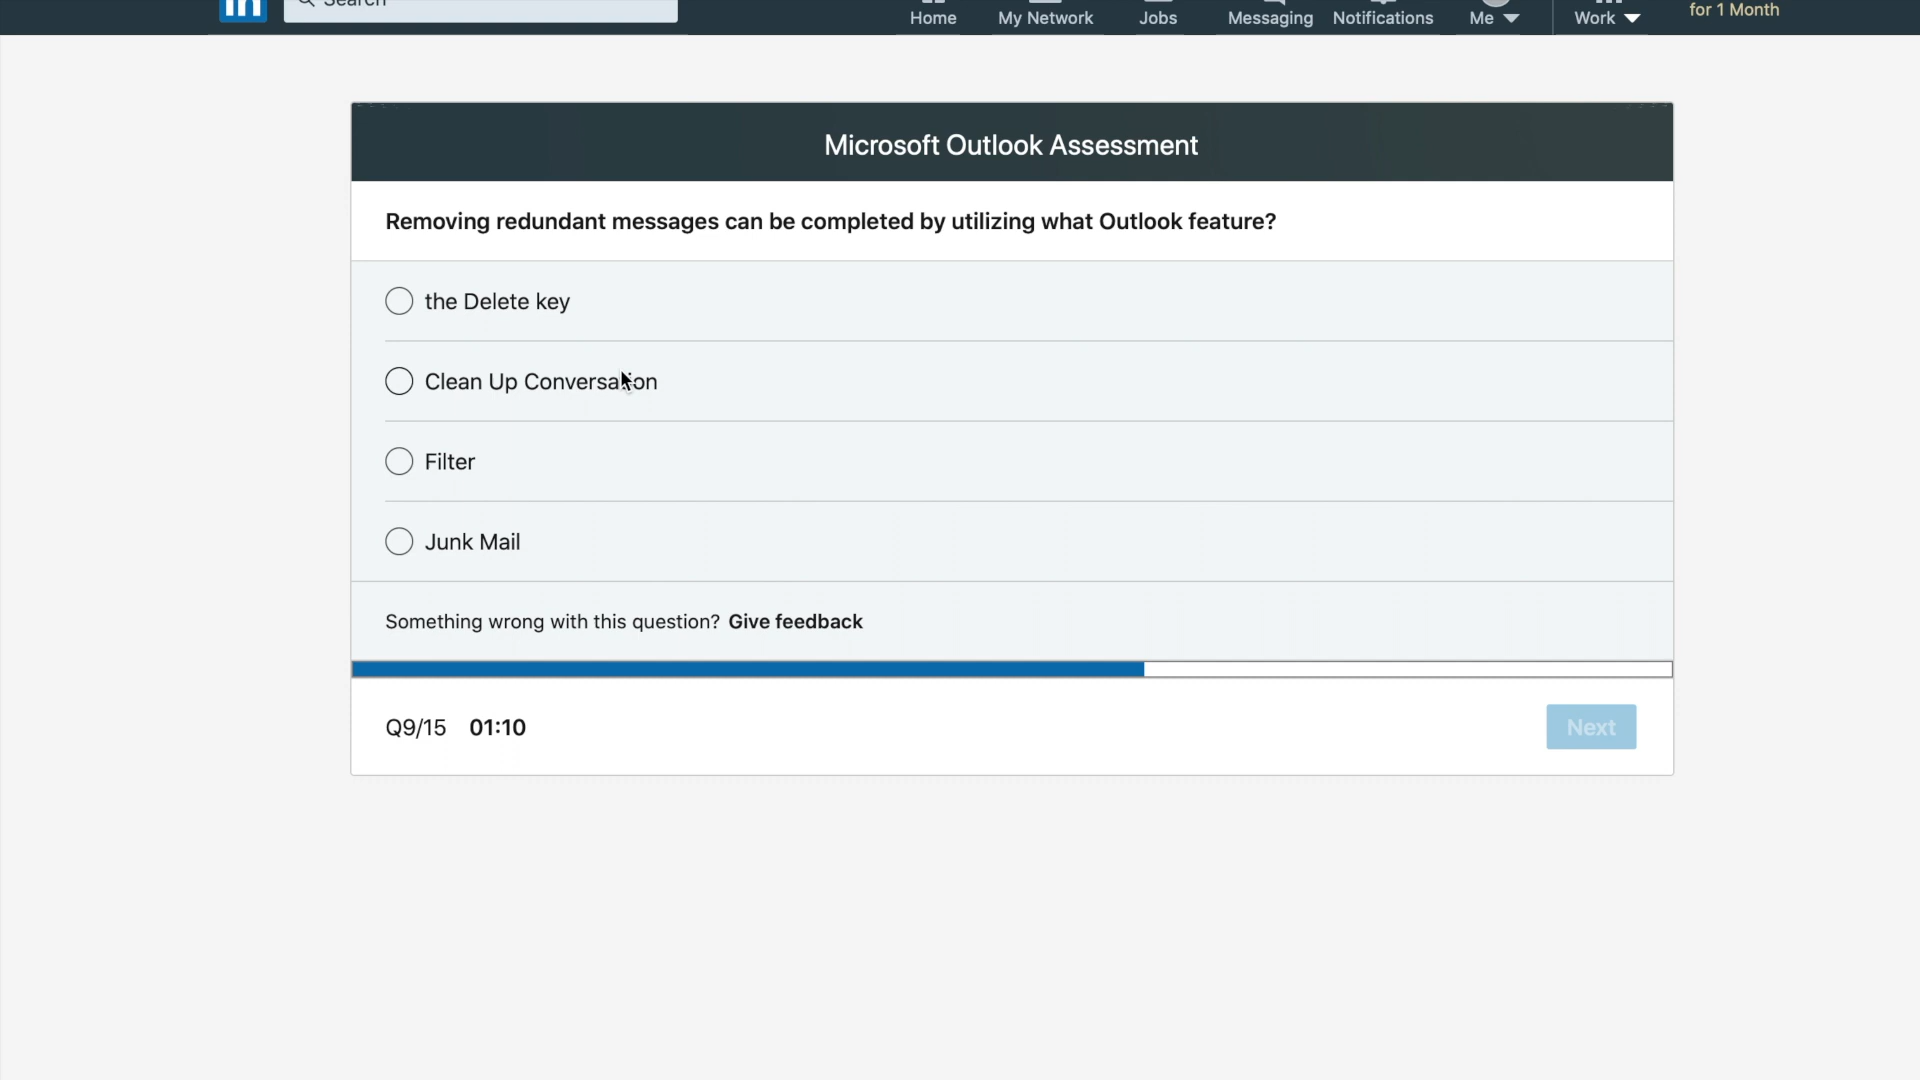 in Search
Home My Network Jobs Messaging Notifications Me Work for 1 Month
Microsoft Outlook Assessment
Removing redundant messages can be completed by utilizing what Outlook feature?
the Delete key
Clean Up Conversation
Filter
Junk Mail
Something wrong with this question? Give feedback
Q9/15 01:10
Next